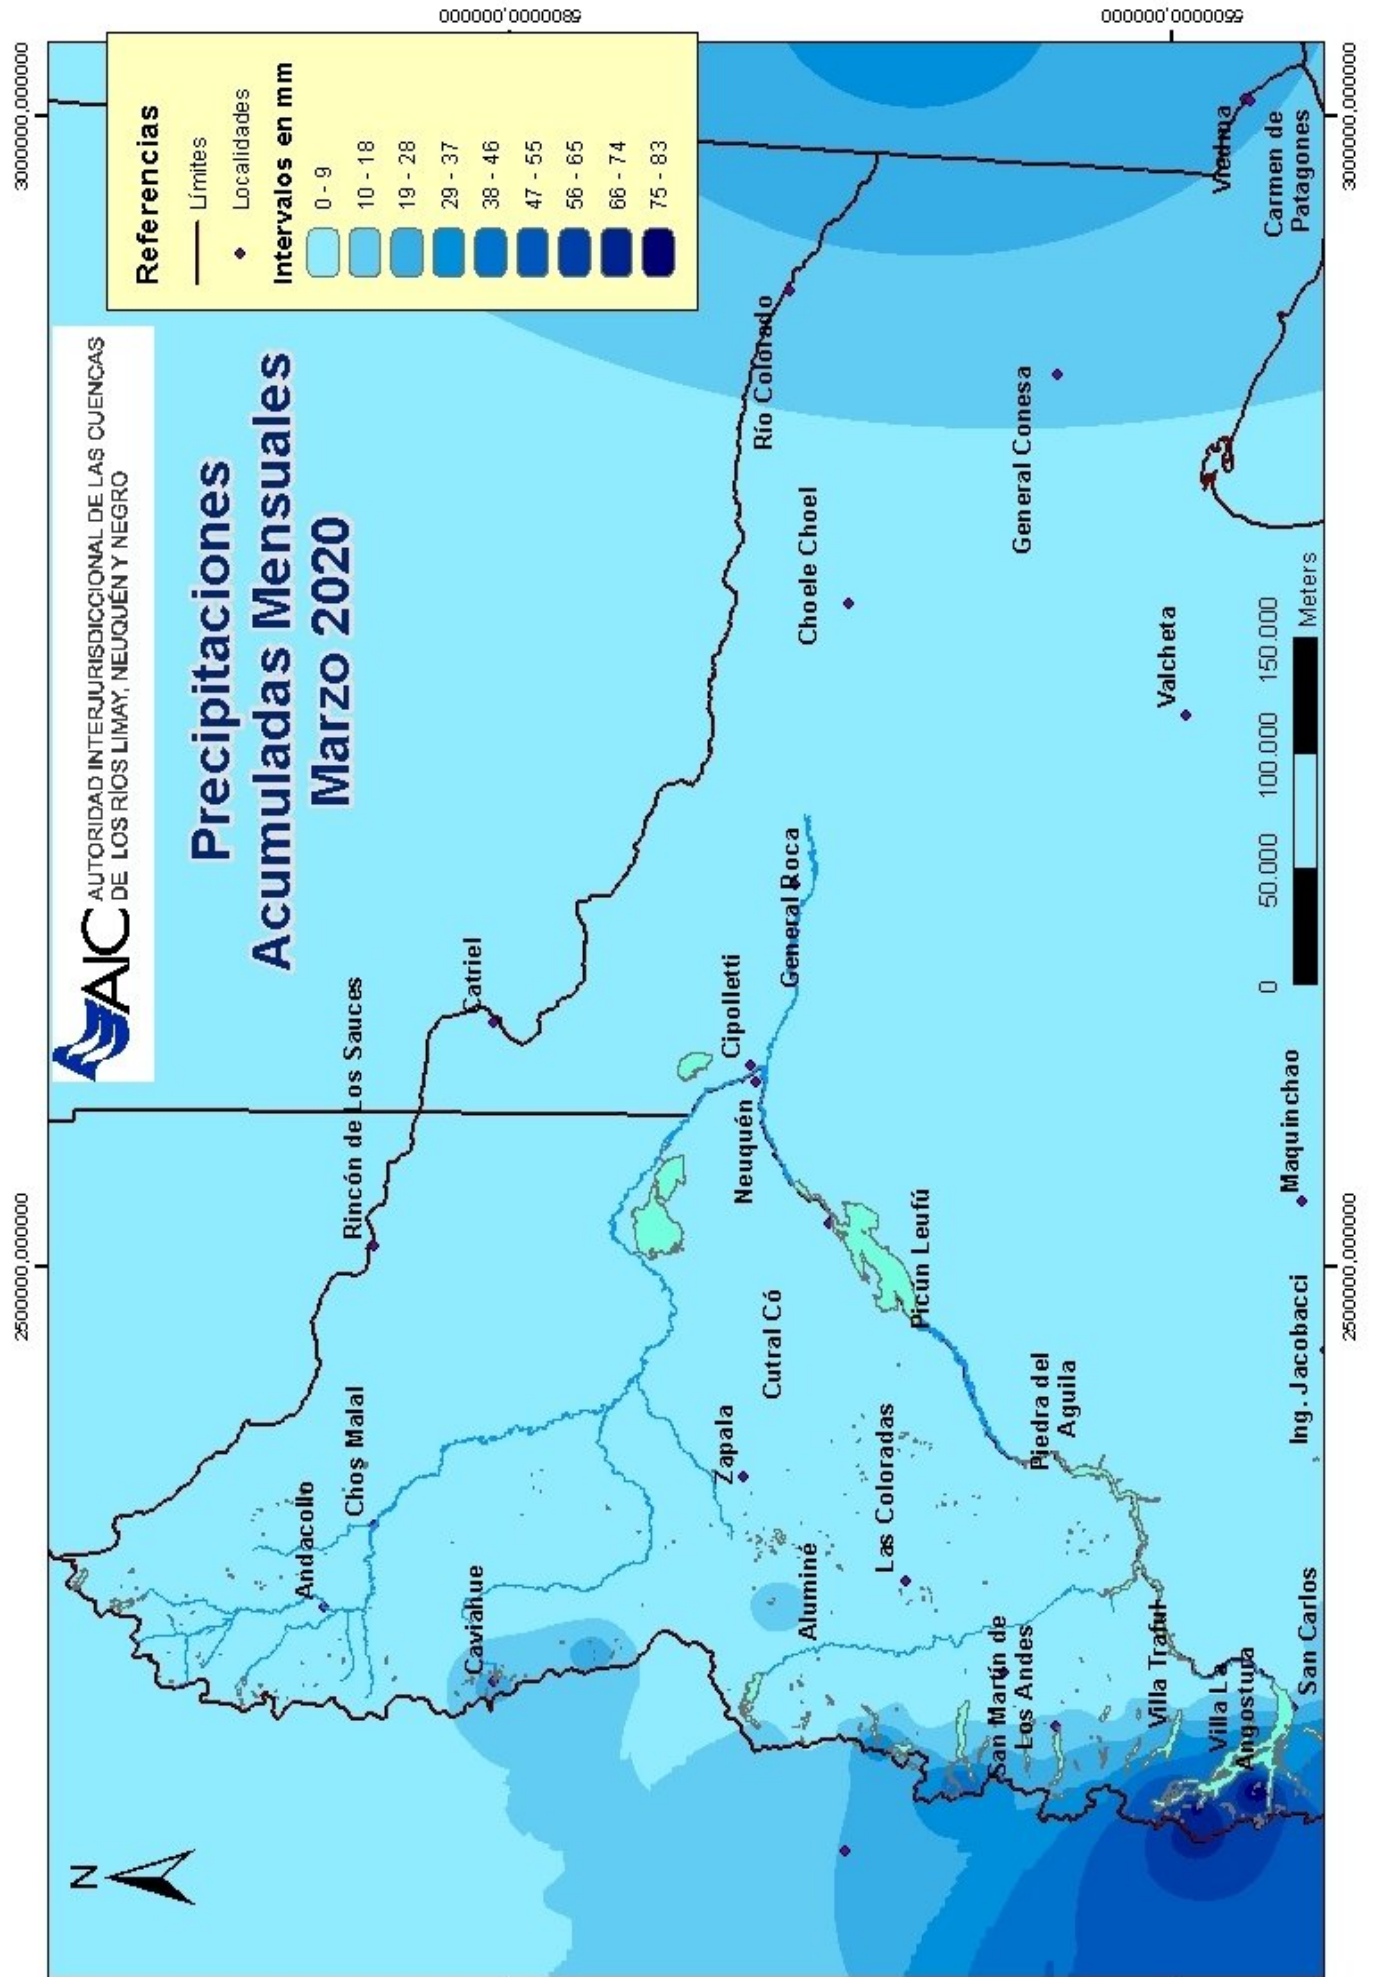 AIC
AUTORIDAD INTERJURISDICCIONAL DE LAS CUENCAS
DE LOS RÍOS LIMAY, NEUQUÉN Y NEGRO
Precipitaciones
Acumuladas Mensuales
Marzo 2020
Referencias
Límites
Localidades
Intervalos en mm
0 - 9
10 - 18
19 - 28
29 - 37
38 - 46
47 - 55
56 - 65
66 - 74
75 - 83
N
2500000,000000
3000000,000000
Andacollo
Chos Malal
Rincón de Los Sauces
Catriel
Caviahue
Zapala
Cutral Có
Neuquén
Cipolletti
General Roca
Choele Choel
Río Colorado
Aluminé
Las Coloradas
Picún Leufú
San Martín de
Los Andes
Piedra del
Aguila
General Conesa
Villa Traful
Valcheta
Viedma
Villa La
Angostura
Carmen de
Patagones
San Carlos
Ing. Jacobacci
Maquinchao
0 50.000 100.000 150.000
Meters
2500000,000000
3000000,000000